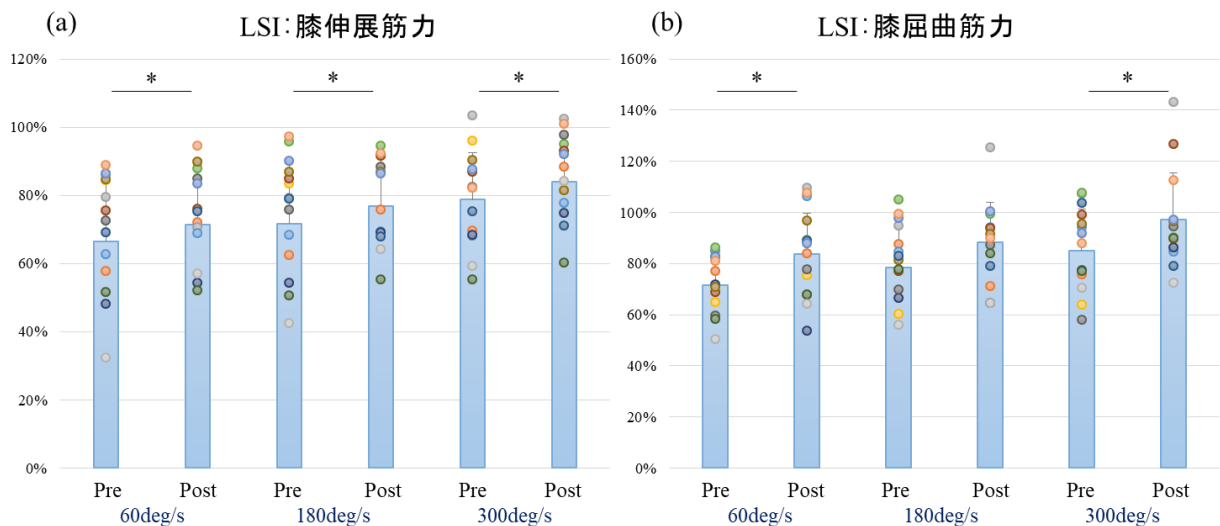 (a)
LSI:膝伸展筋力
120%
100%
80%
60%
40%
20%
0%
*
*
*
Pre Post Pre Post Pre Post
60deg/s 180deg/s 300deg/s
(b)
LSI:膝屈曲筋力
160%
140%
120%
100%
80%
60%
40%
20%
0%
*
*
Pre Post Pre Post Pre Post
60deg/s 180deg/s 300deg/s